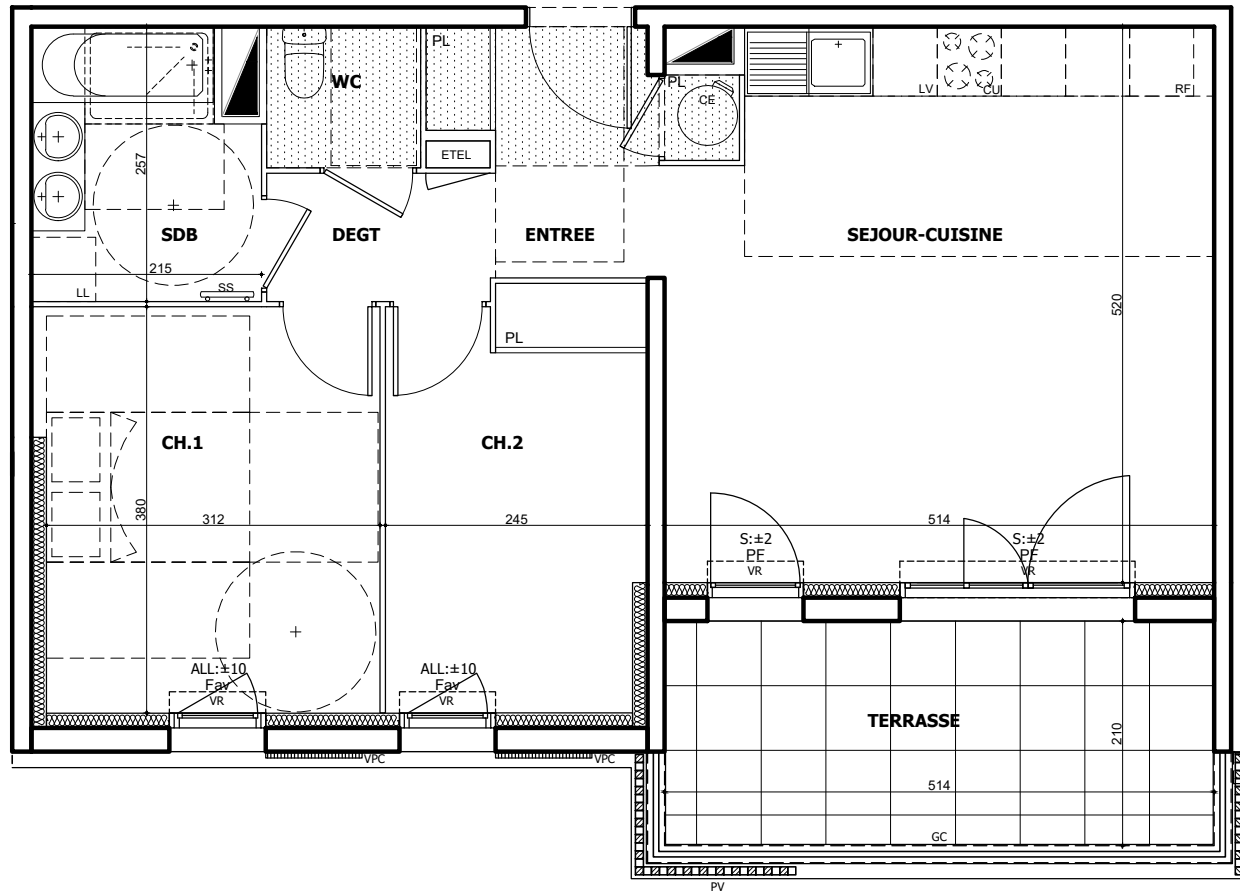 PL
WC
PL
CE
LV
CU
RF
ETEL
257
SDB
DEGT
ENTREE
SEJOUR-CUISINE
215
LL
SS
520
PL
CH.1
CH.2
380
312
245
514
S:±2
PF
VR
S:±2
PF
VR
ALL:±10
Fav
VR
ALL:±10
Fav
VR
TERRASSE
210
VPC
VPC
514
GC
PV